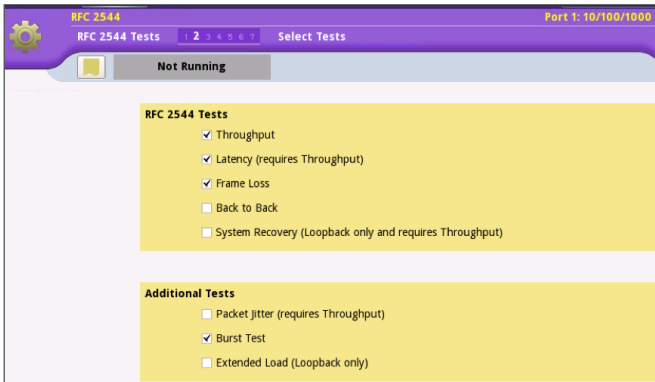 RFC 2544 Port 1: 10/100/1000
RFC 2544 Tests 1 2 3 4 5 6 7 Select Tests
Not Running
RFC 2544 Tests
Throughput
Latency (requires Throughput)
Frame Loss
Back to Back
System Recovery (Loopback only and requires Throughput)
Additional Tests
Packet Jitter (requires Throughput)
Burst Test
Extended Load (Loopback only)